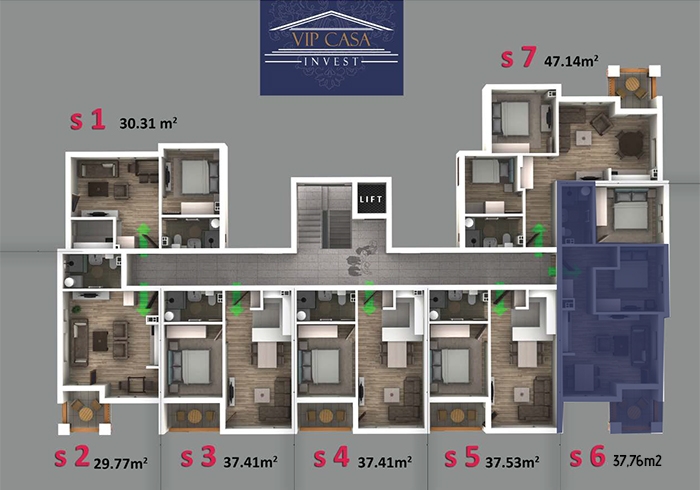 VIP CASA
INVEST
S 7 47.14m²
S 1 30.31 m²
LIFT
S 2 29.77m²
S 3 37.41m²
S 4 37.41m²
S 5 37.53m²
S 6 37,76m2